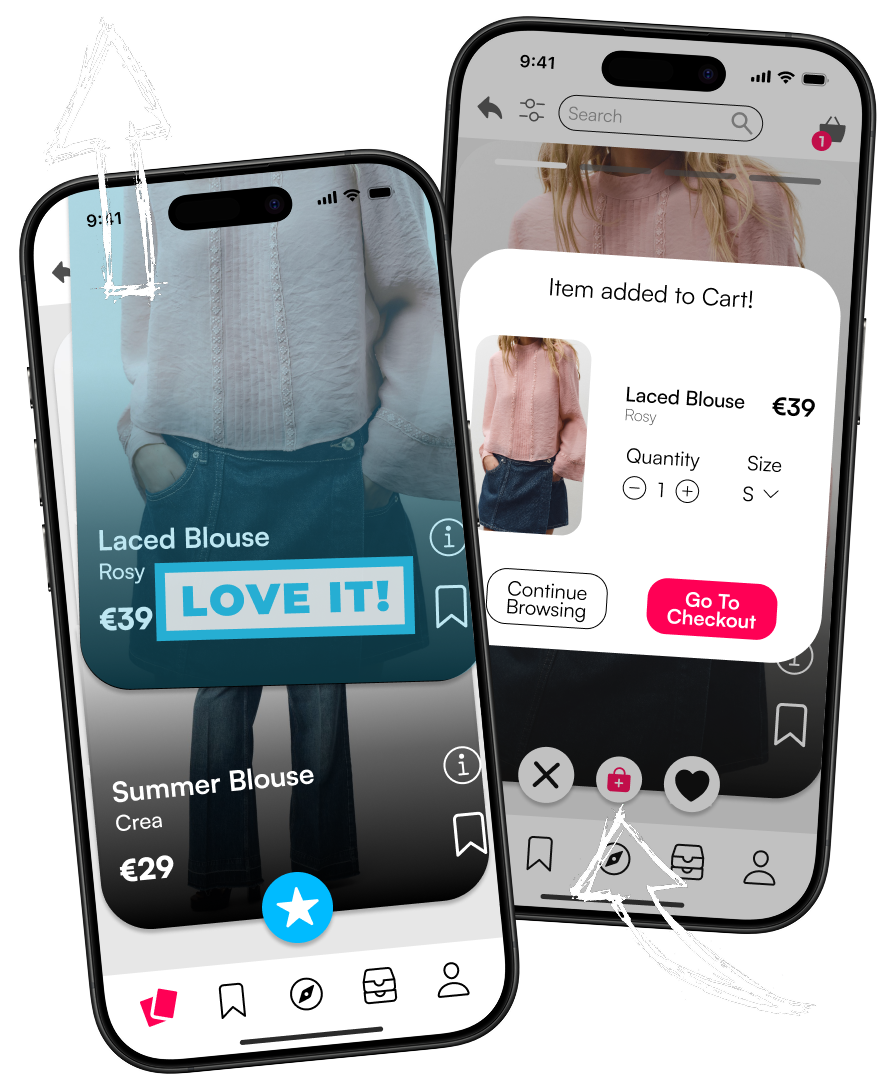 9:41
Search
1
9:41
Item added to Cart!
Laced Blouse
€39
Rosy
Quantity
Size
1
S
Continue
Browsing
Go To
Checkout
Laced Blouse
Rosy
€39
LOVE IT!
Summer Blouse
Crea
€29